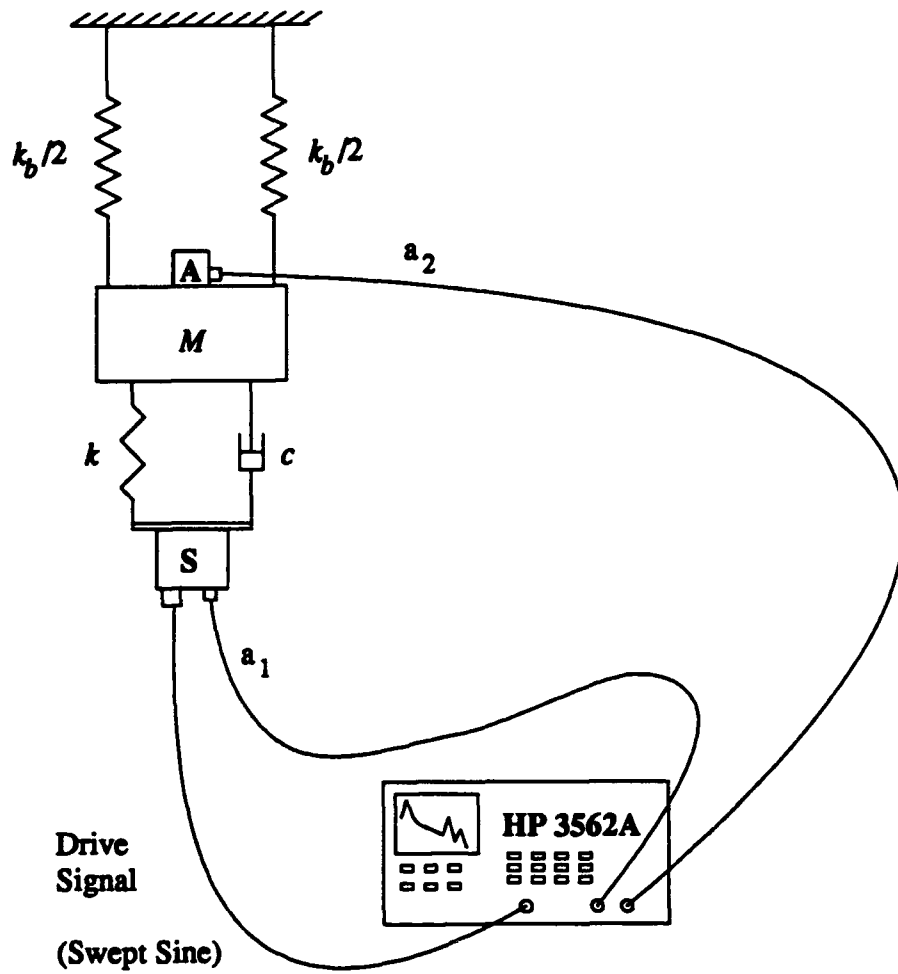 k_b/2
k_b/2
A
a_2
M
k
c
S
a_1
HP 3562A
Drive
Signal
(Swept Sine)